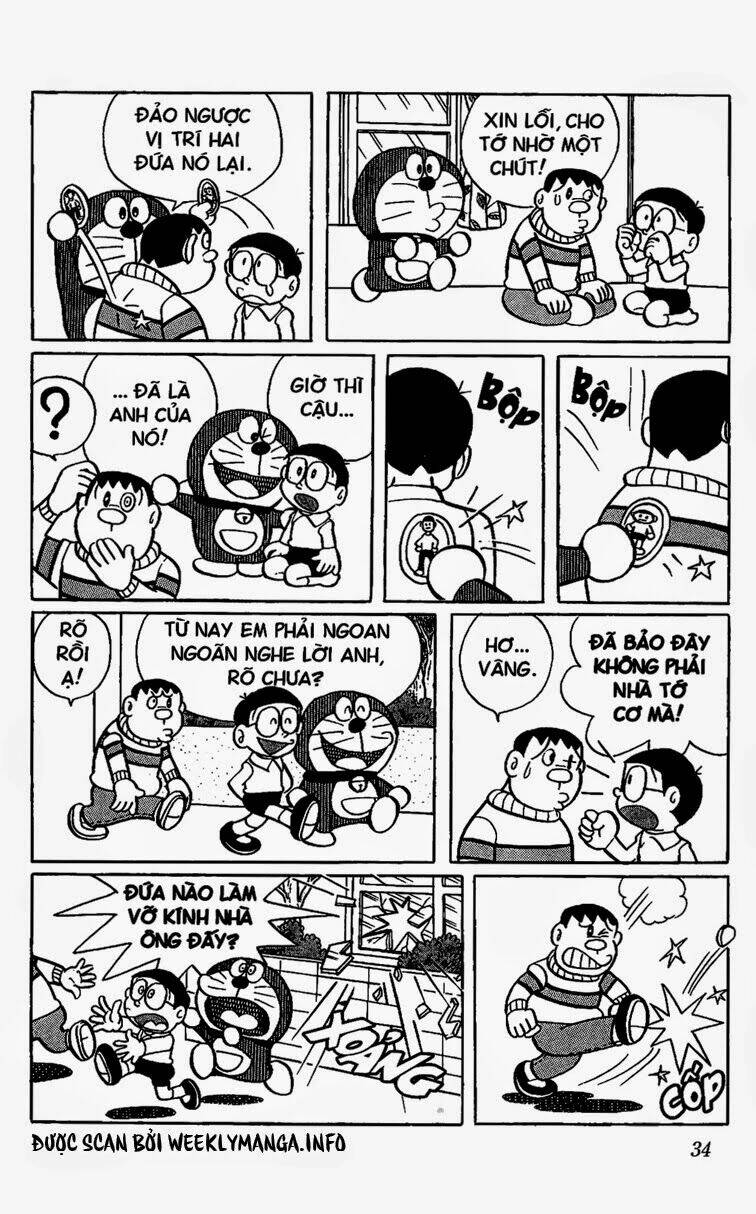 XIN LỖI, CHO
TỚ NHỜ MỘT
CHÚT!
ĐẢO NGƯỢC
VỊ TRÍ HAI
ĐỨA NÓ LẠI.
BỘP
BỘP
GIỜ THÌ
CẬU...
... ĐÃ LÀ
ANH CỦA
NÓ!
?
ĐÃ BẢO ĐÂY
KHÔNG PHẢI
NHÀ TỚ
CƠ MÀ!
HƠ...
VÂNG.
TỪ NAY EM PHẢI NGOAN
NGOÃN NGHE LỜI ANH,
RÕ CHƯA?
RÕ
RỒI
Ạ!
CỐP
XOẢNG
ĐỨA NÀO LÀM
VỠ KÍNH NHÀ
ÔNG ĐẤY?
ĐƯỢC SCAN BỞI WEEKLYMANGA.INFO
34